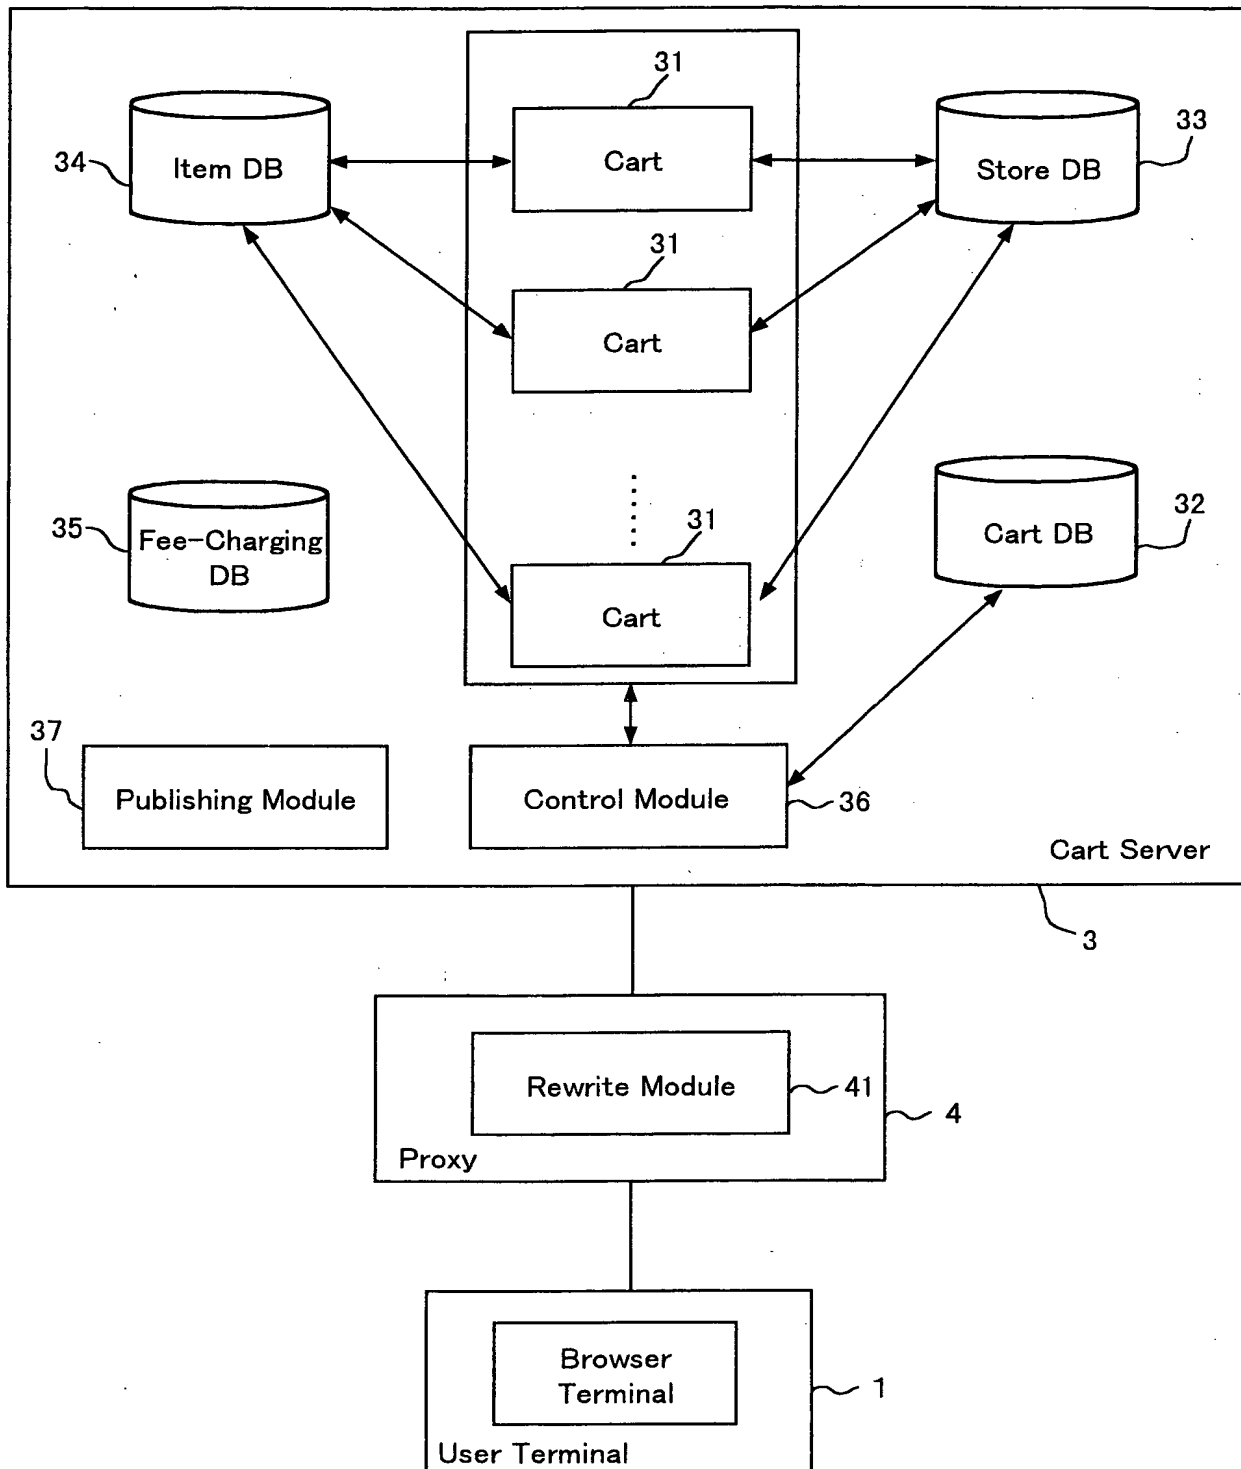 31
34
Item DB
Cart
Store DB
33
31
Cart
35
Fee-Charging
DB
31
Cart
Cart DB
32
37
Publishing Module
Control Module
36
Cart Server
3
Rewrite Module
41
4
Proxy
Browser
Terminal
1
User Terminal